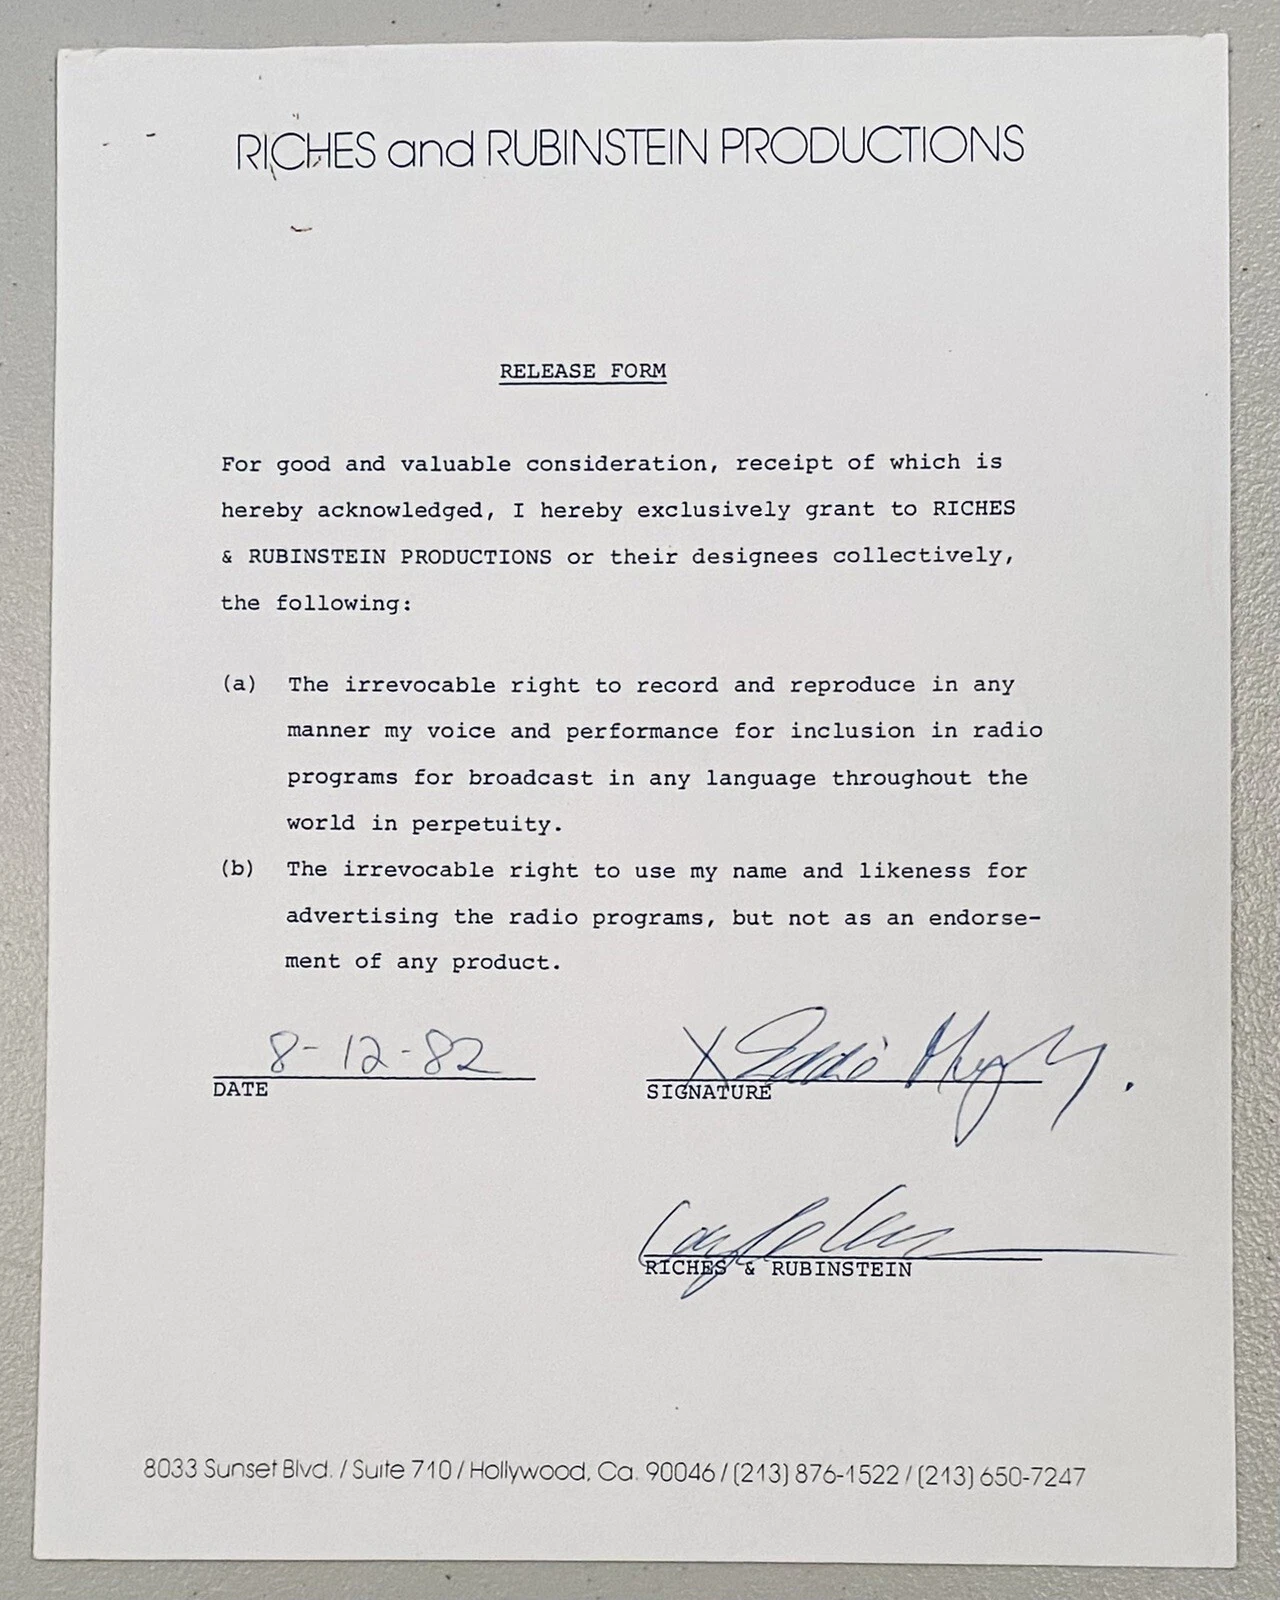 RICHES and RUBINSTEIN PRODUCTIONS
RELEASE FORM
For good and valuable consideration, receipt of which is
hereby acknowledged, I hereby exclusively grant to RICHES
& RUBINSTEIN PRODUCTIONS or their designees collectively,
the following:
(a) The irrevocable right to record and reproduce in any
manner my voice and performance for inclusion in radio
programs for broadcast in any language throughout the
world in perpetuity.
(b) The irrevocable right to use my name and likeness for
advertising the radio programs, but not as an endorse-
ment of any product.
8-12-82 X Eddie Murphy.
DATE SIGNATURE
RICHES & RUBINSTEIN
8033 Sunset Blvd. / Suite 710 / Hollywood, Ca. 90046 / (213) 876-1522 / (213) 650-7247